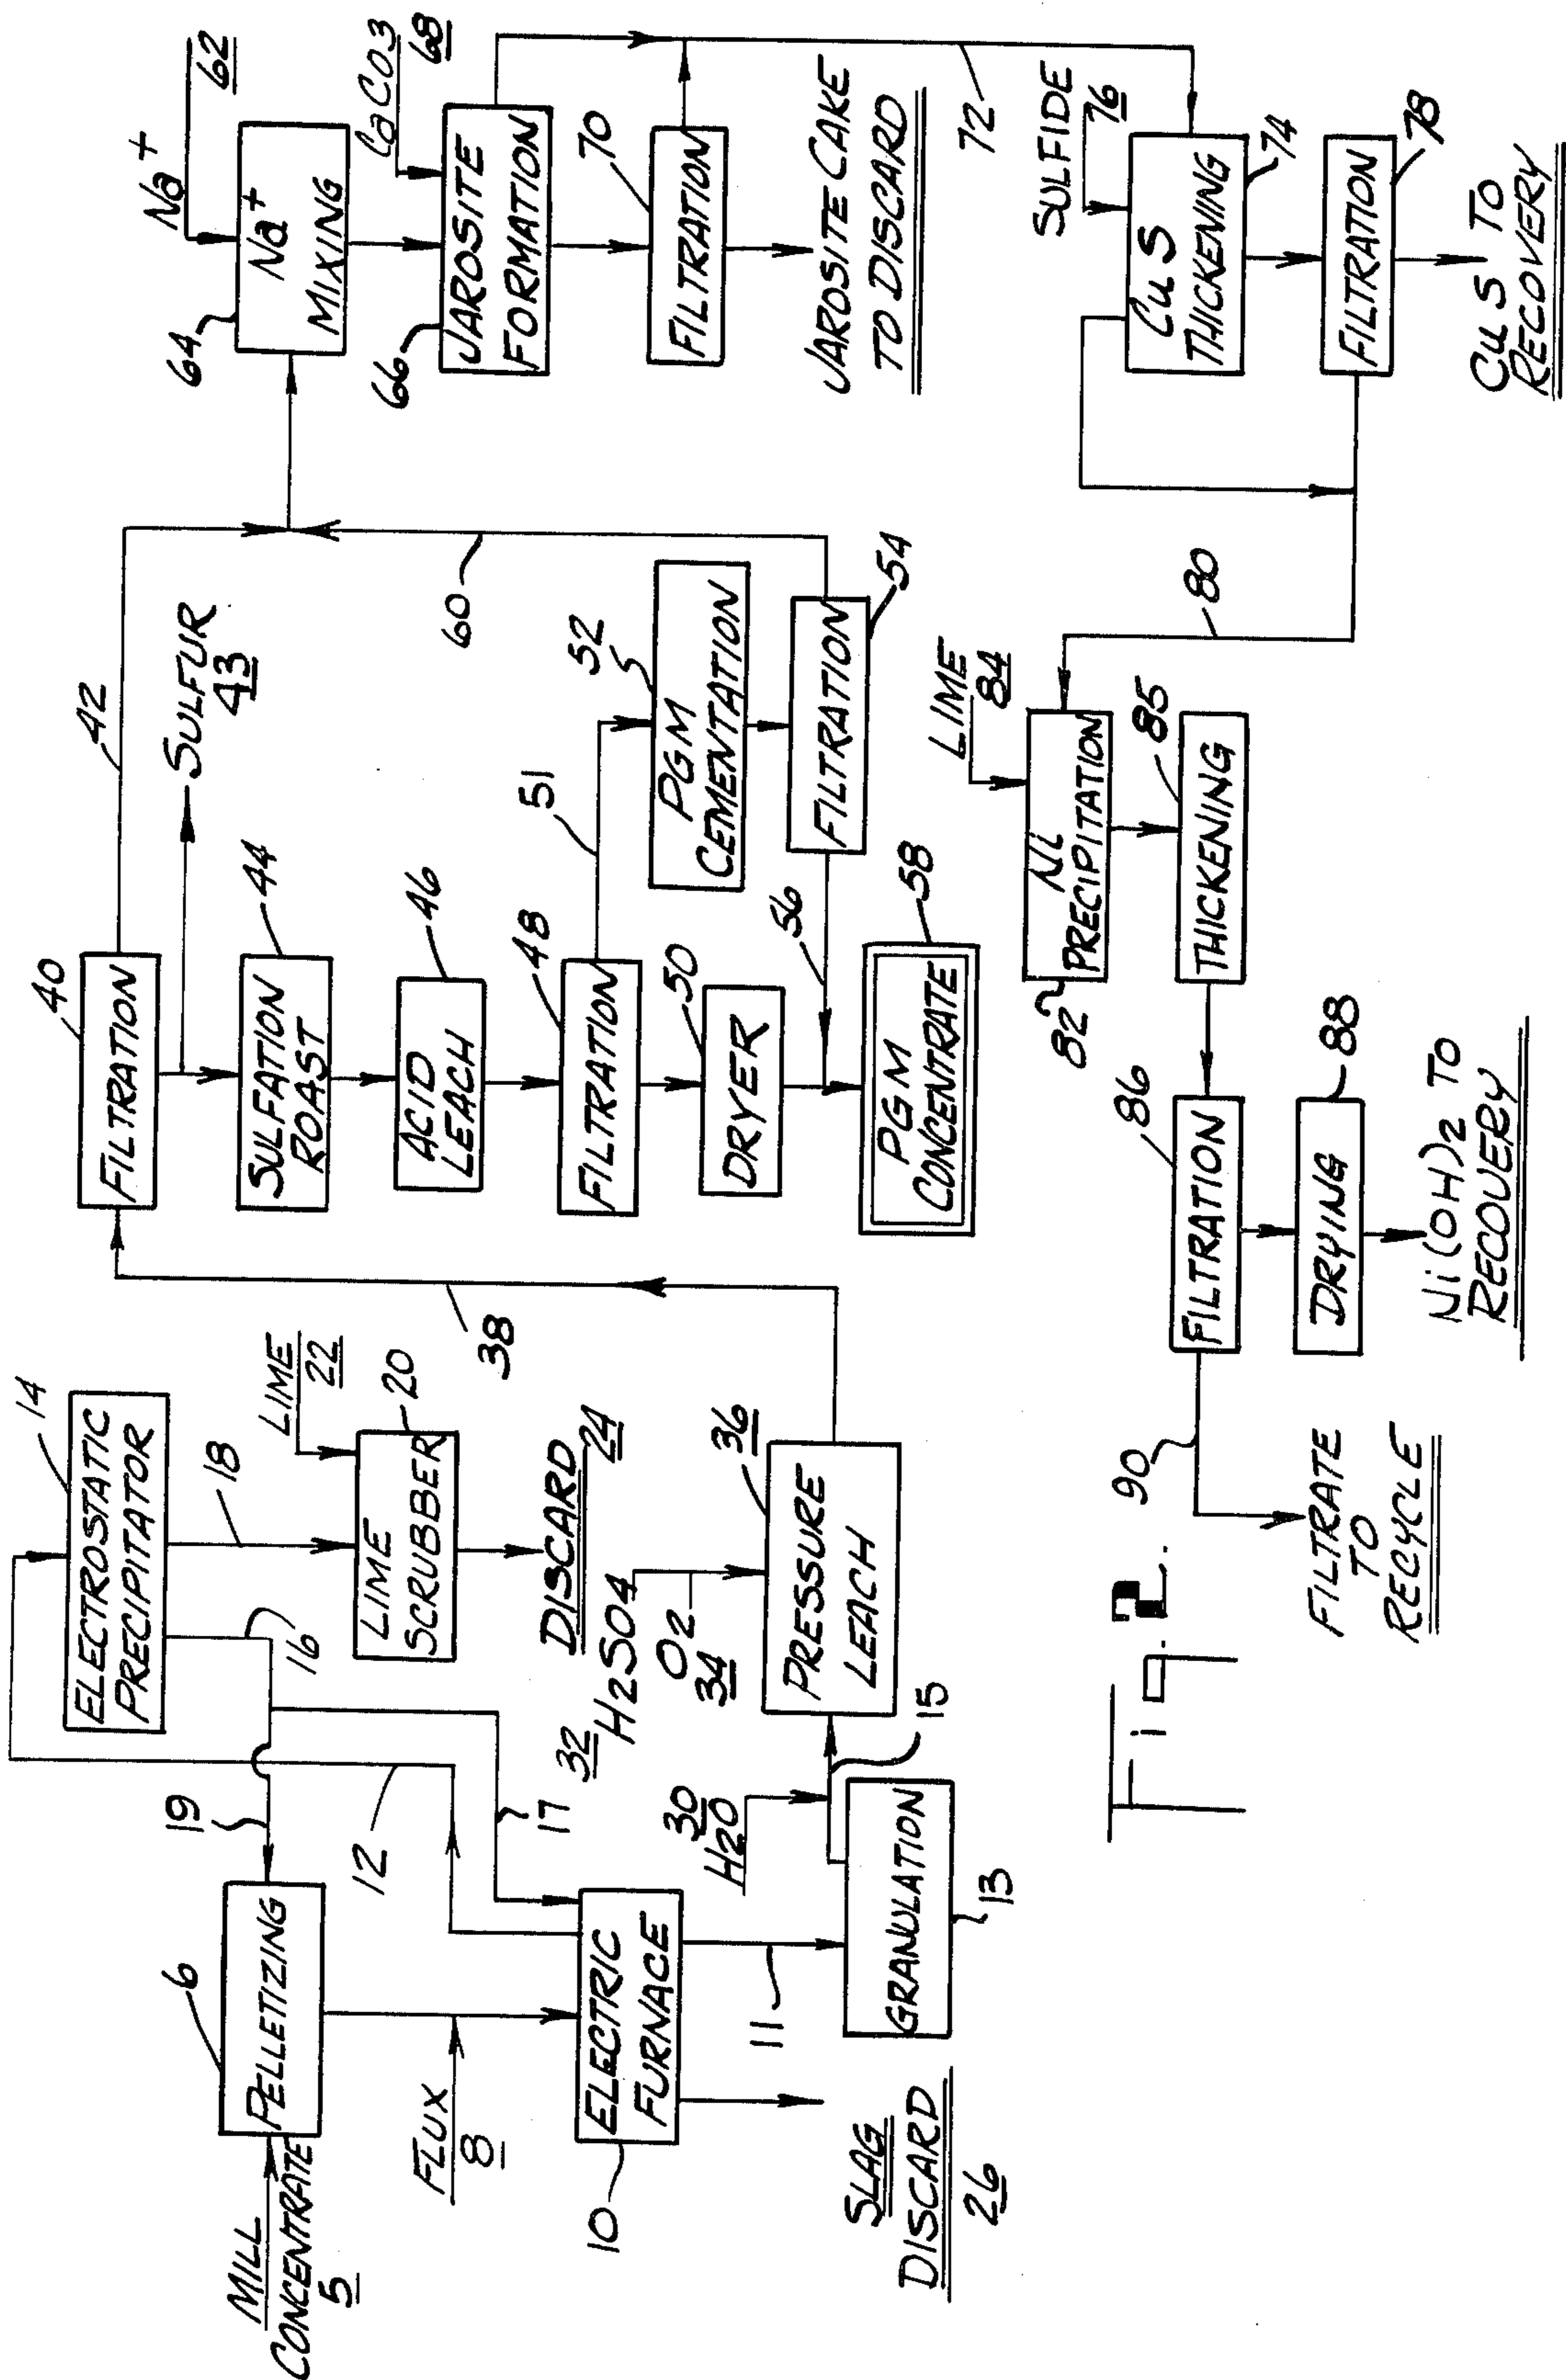 MILL
CONCENTRATE
5
6
PELLETIZING
19
FLUX
8
10
ELECTRIC
FURNACE
12
17
11
SLAG
DISCARD
26
GRANULATION
13
15
30
H2O
14
ELECTROSTATIC
PRECIPITATOR
16
18
LIME
22
20
LIME
SCRUBBER
DISCARD
24
32 H2SO4
O2
34
36
PRESSURE
LEACH
38
40
FILTRATION
42
SULFUR
43
44
SULFATION
ROAST
46
ACID
LEACH
48
FILTRATION
51
50
DRYER
52
PGM
CEMENTATION
54
FILTRATION
56
58
PGM
CONCENTRATE
60
Na+
62
64
Na+
MIXING
CaCO3
68
66
JAROSITE
FORMATION
70
FILTRATION
JAROSITE CAKE
TO DISCARD
72
SULFIDE
76
CuS
THICKENING
74
FILTRATION
78
CuS TO
RECOVERY
80
LIME
84
82
Ni
PRECIPITATION
85
THICKENING
86
FILTRATION
88
DRYING
Ni(OH)2 TO
RECOVERY
90
FILTRATE
TO
RECYCLE
Fig. 2.